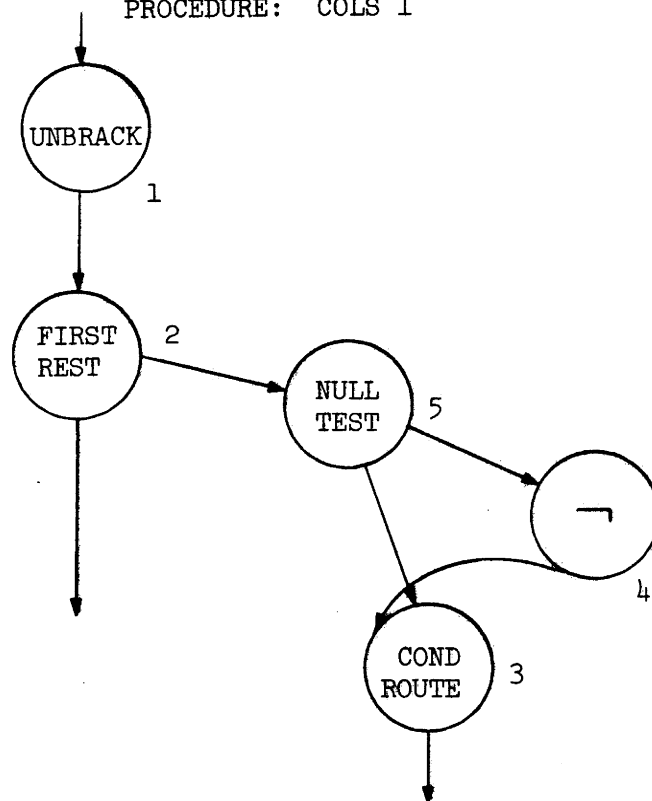 PROCEDURE: COLS 1
UNBRACK
1
FIRST
REST
2
NULL
TEST
5
¬
4
COND
ROUTE
3